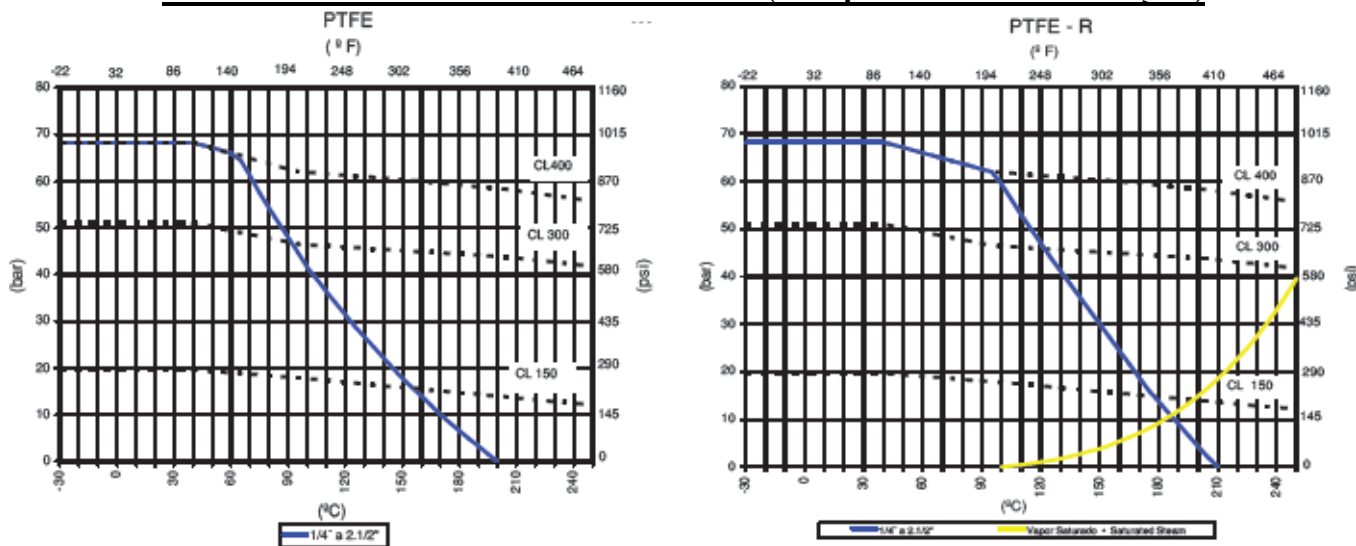 PTFE
(º F)
-22 32 86 140 194 248 302 356 410 464
80 70 60 50 40 30 20 10 0
(bar)
1160 1015 870 725 580 435 290 145 0
(psi)
CL400
CL 300
CL 150
-30 0 30 60 90 120 150 180 210 240
(ºC)
1/4" a 2.1/2"
PTFE - R
(º F)
-22 32 86 140 194 248 302 356 410 464
80 70 60 50 40 30 20 10 0
(bar)
1160 1015 870 725 580 435 290 145 0
(psi)
CL 400
CL 300
CL 150
-30 0 30 60 90 120 150 180 210 240
(ºC)
1/4" a 2.1/2" Vapor Saturado - Saturated Steam